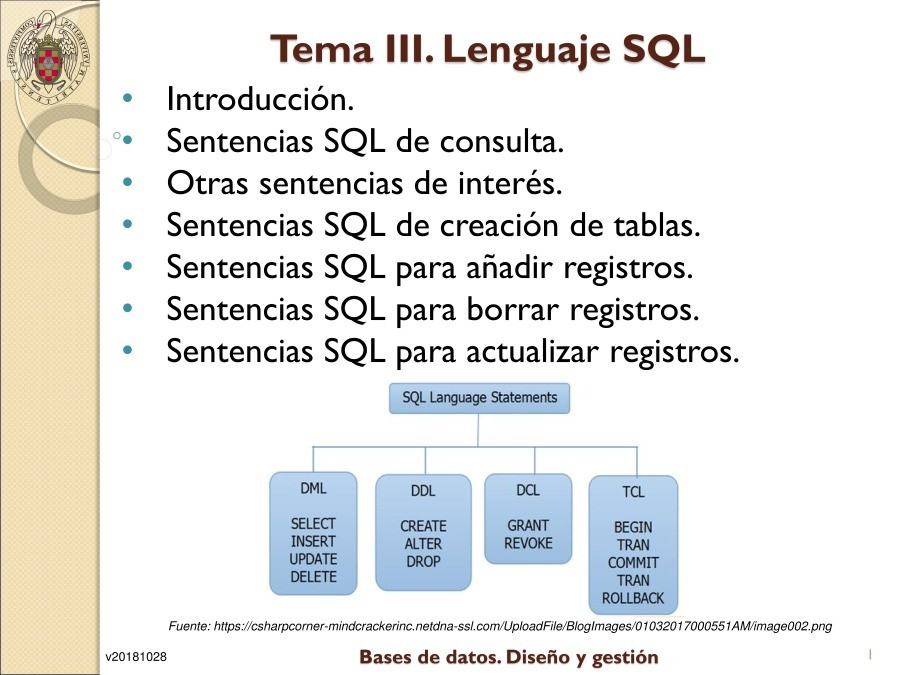 Tema III. Lenguaje SQL
• Introducción.
• Sentencias SQL de consulta.
• Otras sentencias de interés.
• Sentencias SQL de creación de tablas.
• Sentencias SQL para añadir registros.
• Sentencias SQL para borrar registros.
• Sentencias SQL para actualizar registros.
SQL Language Statements
DML
SELECT
INSERT
UPDATE
DELETE
DDL
CREATE
ALTER
DROP
DCL
GRANT
REVOKE
TCL
BEGIN
TRAN
COMMIT
TRAN
ROLLBACK
Fuente: https://csharpcorner-mindcrackerinc.netdna-ssl.com/UploadFile/BlogImages/01032017000551AM/image002.png
v20181028
Bases de datos. Diseño y gestión
1